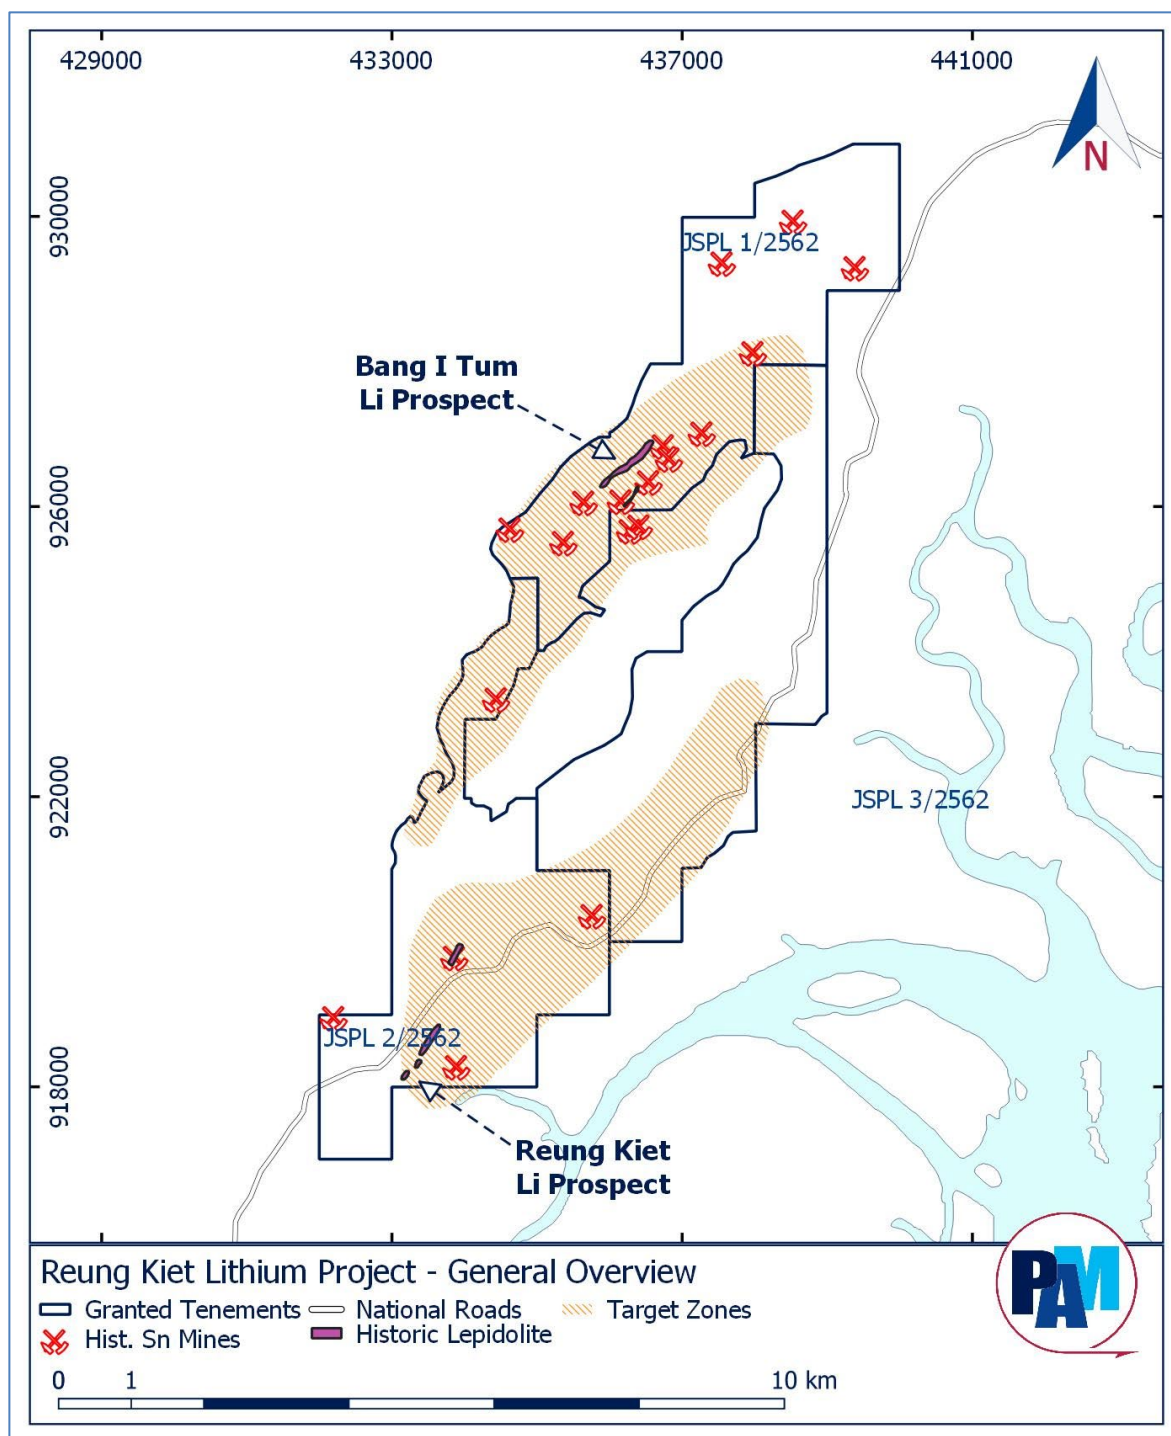 429000
433000
437000
441000
N
930000
JSPL 1/2562
Bang I Tum
Li Prospect
926000
922000
JSPL 3/2562
918000
JSPL 2/2562
Reung Kiet
Li Prospect
Reung Kiet Lithium Project - General Overview
Granted Tenements
National Roads
Target Zones
Hist. Sn Mines
Historic Lepidolite
0
1
10 km
PAM